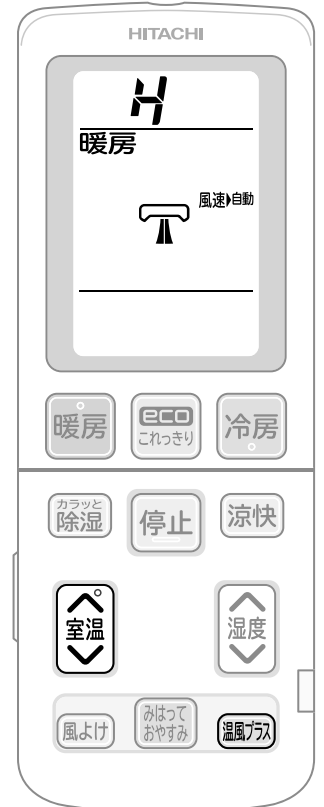 HITACHI
H
暖房
風速 自動
暖房
eco
これっきり
冷房
カラッと
除湿
停止
涼快
室温
湿度
風よけ
みはって
おやすみ
温風プラス